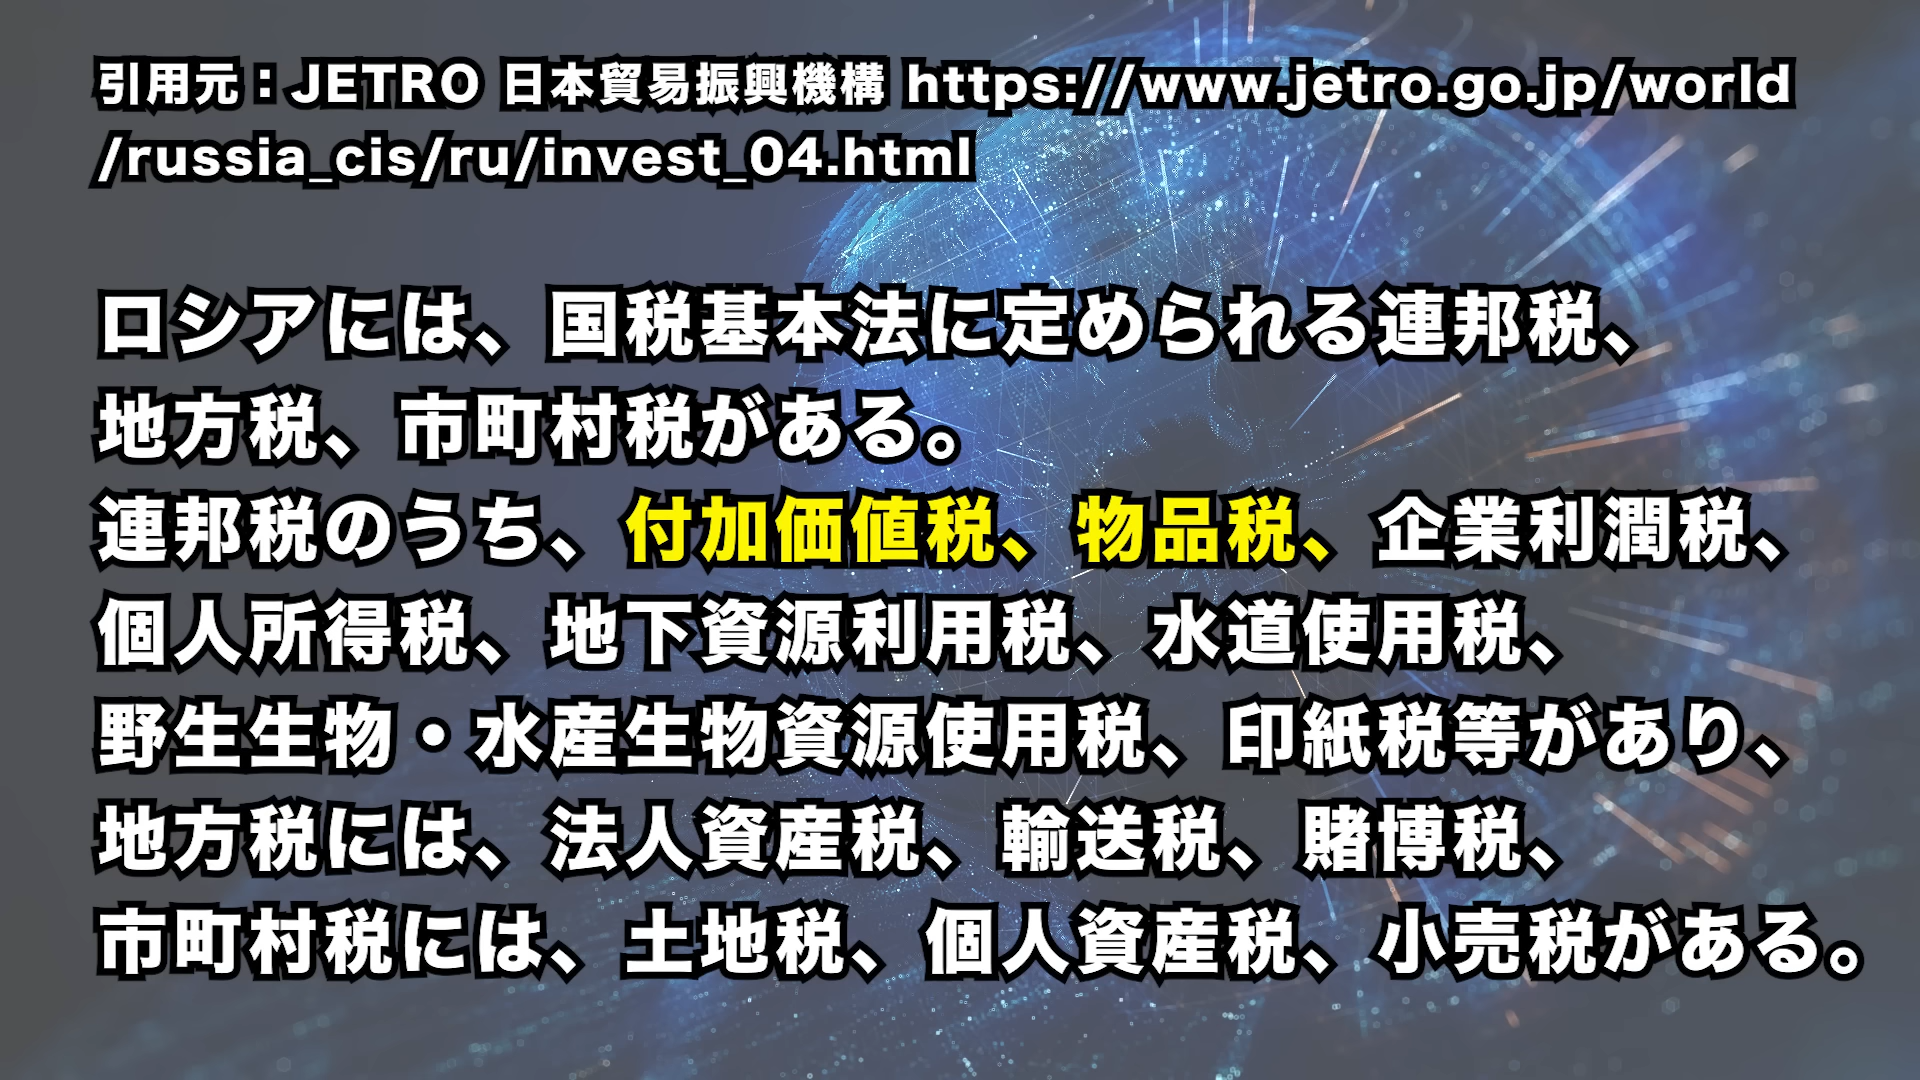 引用元：JETRO 日本貿易振興機構 https://www.jetro.go.jp/world
/russia_cis/ru/invest_04.html
ロシアには、国税基本法に定められる連邦税、
地方税、市町村税がある。
連邦税のうち、付加価値税、物品税、企業利潤税、
個人所得税、地下資源利用税、水道使用税、
野生生物・水産生物資源使用税、印紙税等があり、
地方税には、法人資産税、輸送税、賭博税、
市町村税には、土地税、個人資産税、小売税がある。